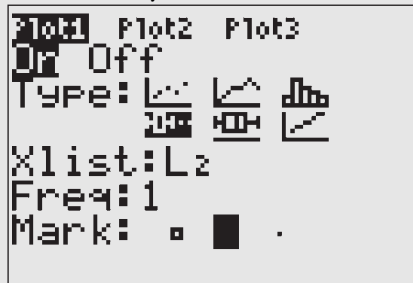 Plot1 Plot2 Plot3
On Off
Type:
Xlist:L₂
Freq:1
Mark: